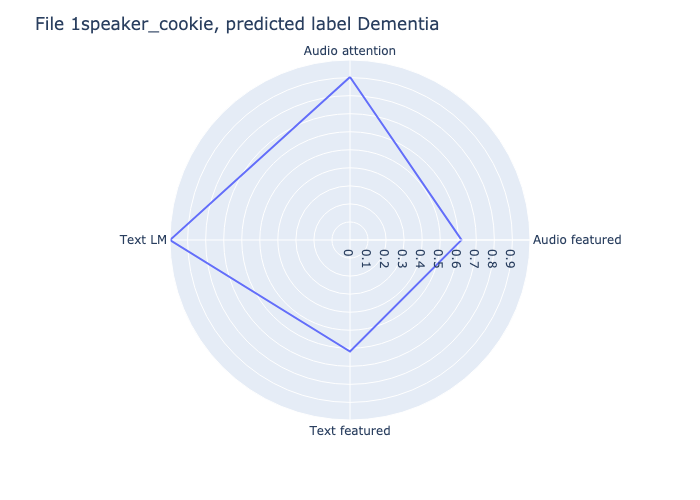 File 1speaker_cookie, predicted label Dementia
Audio attention
Text LM
Audio featured
0
0.1
0.2
0.3
0.4
0.5
0.6
0.7
0.8
0.9
Text featured